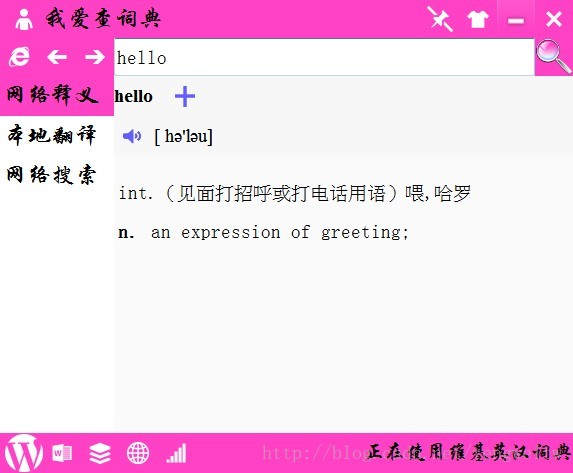 我爱查词典
hello
网络释义
hello
[ hə'ləu]
本地翻译
网络搜索
int.（见面打招呼或打电话用语）喂,哈罗
n. an expression of greeting;
正在使用维基英汉词典